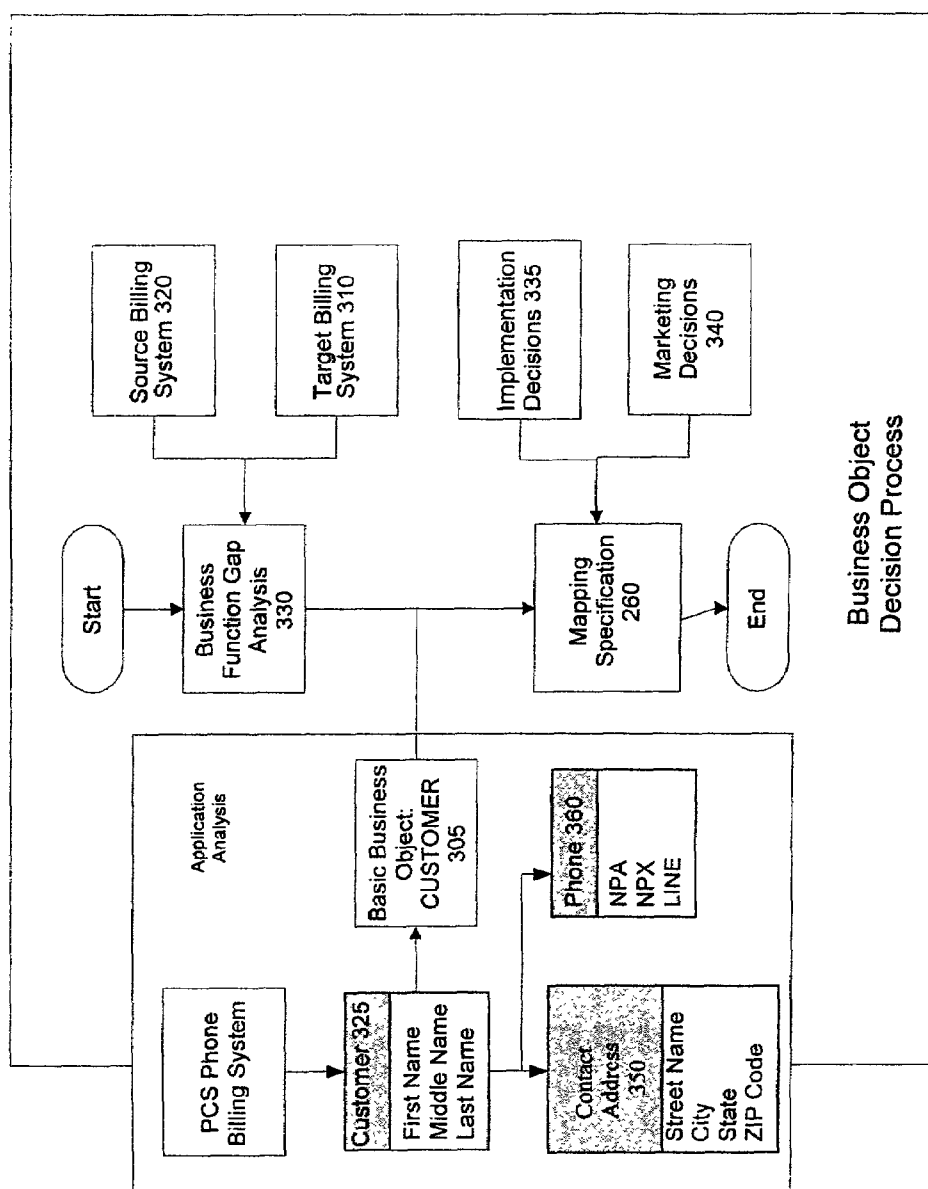 Application
Analysis
PCS Phone
Billing System
Customer 325
First Name
Middle Name
Last Name
Contact
Address
350
Street Name
City
State
ZIP Code
Phone 360
NPA
NPX
LINE
Basic Business
Object:
CUSTOMER
305
Start
Business
Function Gap
Analysis
330
Mapping
Specification
260
End
Source Billing
System 320
Target Billing
System 310
Implementation
Decisions 335
Marketing
Decisions
340
Business Object
Decision Process